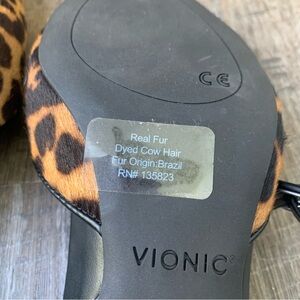 CE
Real Fur
Dyed Cow Hair
Fur Origin:Brazil
RN# 135823
VIONIC